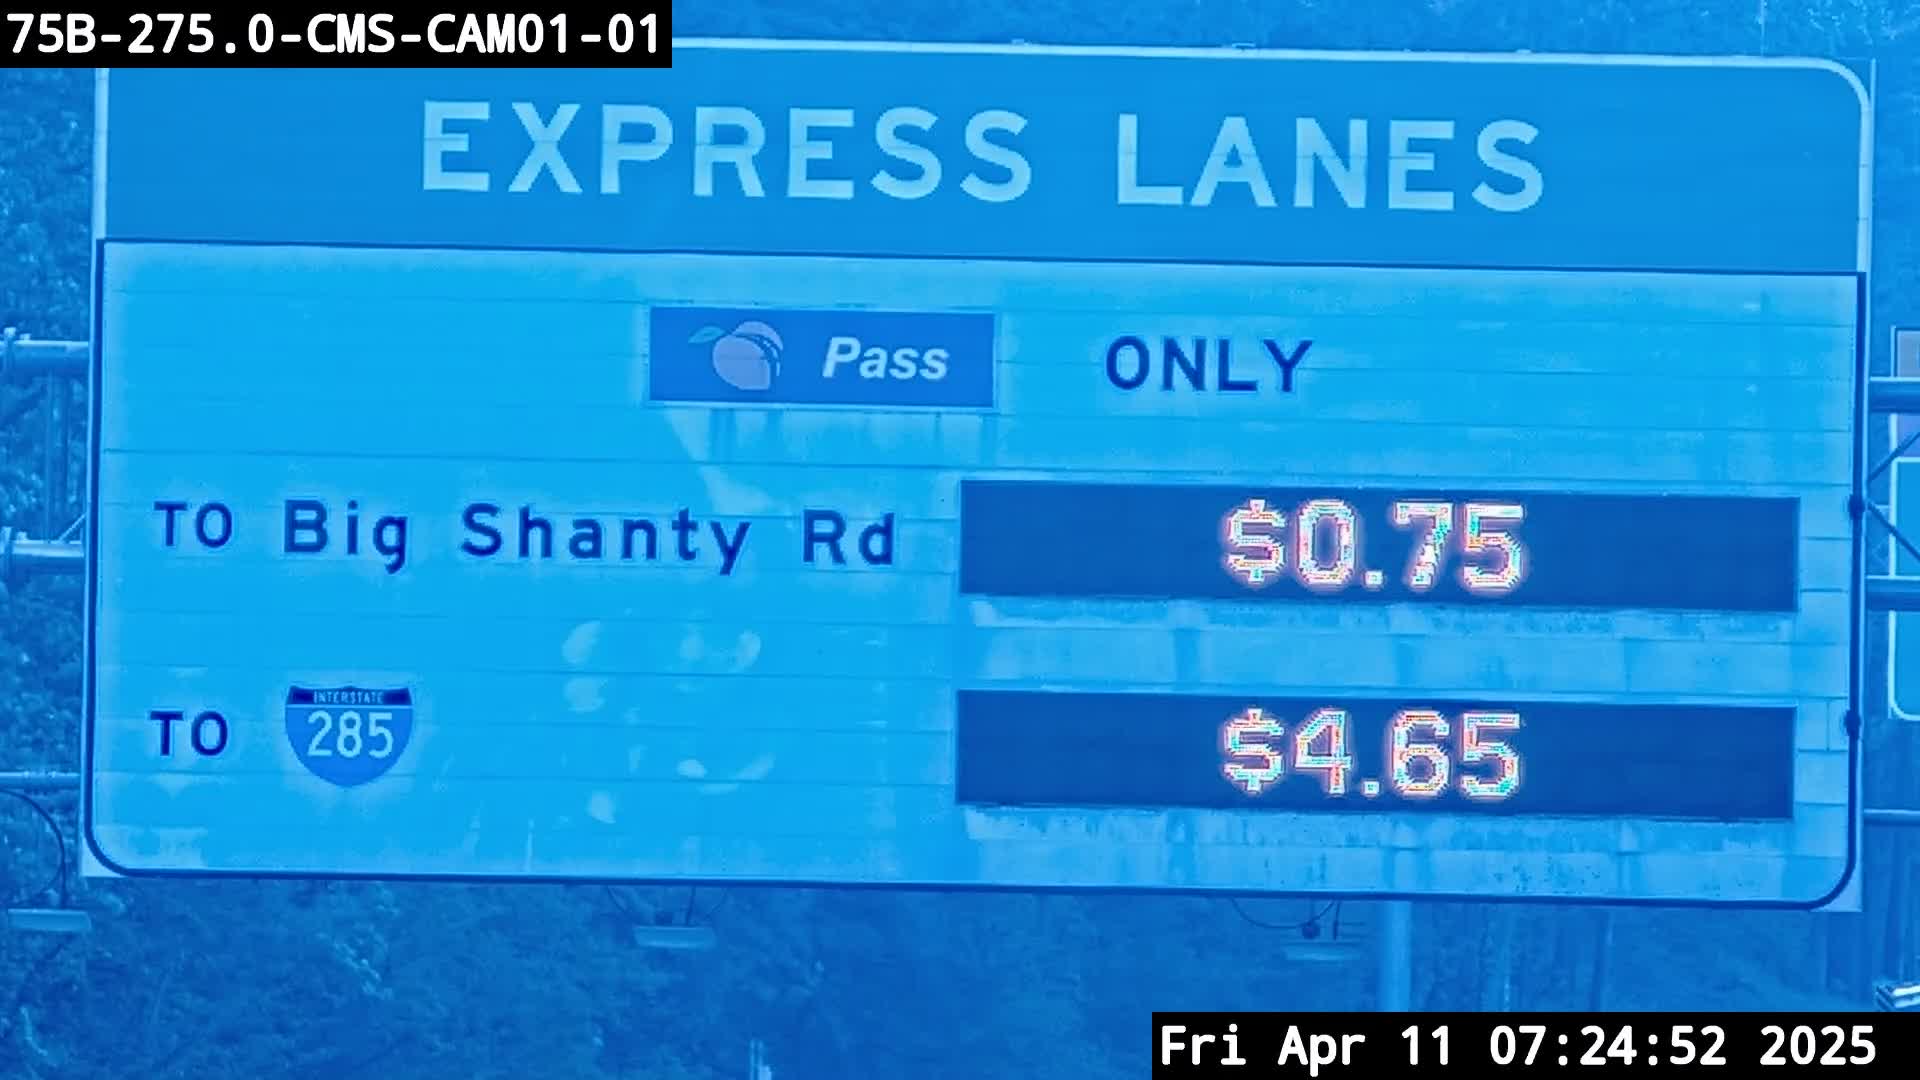 75B-275.0-CMS-CAM01-01
EXPRESS LANES
Pass ONLY
TO Big Shanty Rd $0.75
TO INTERSTATE 285 $4.65
Fri Apr 11 07:24:52 2025